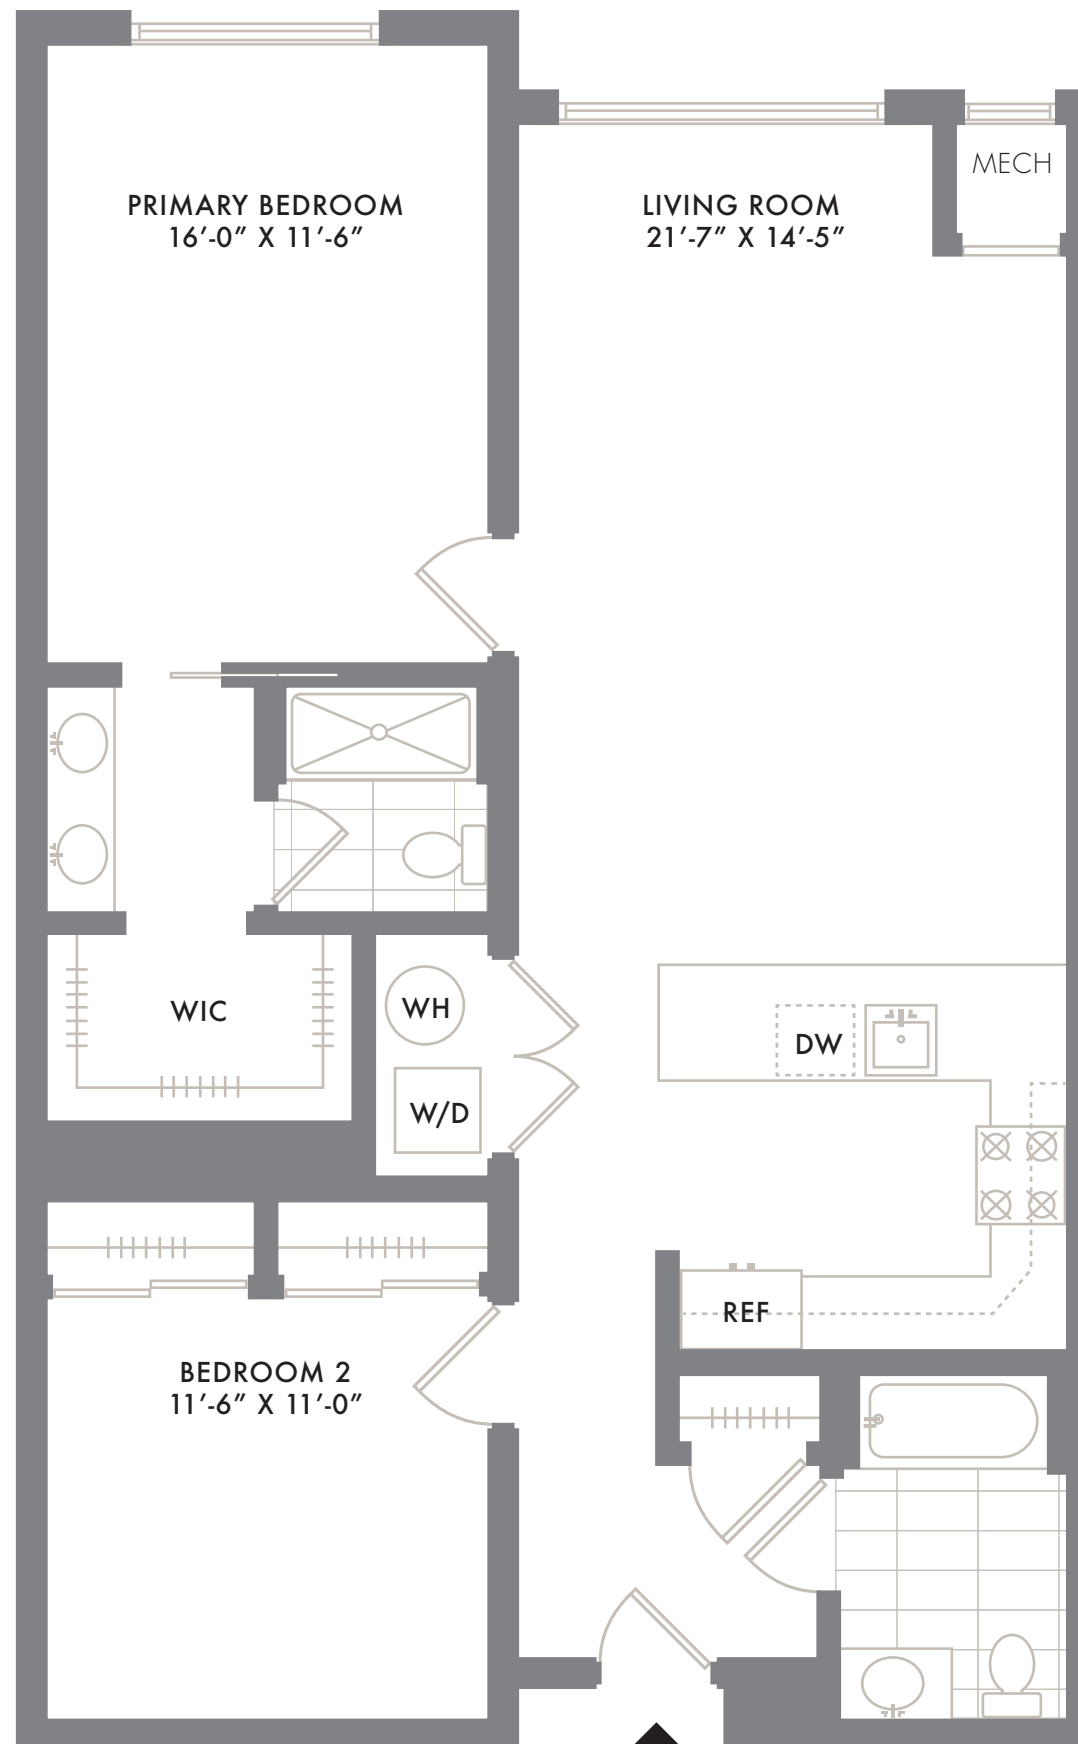 MECH
PRIMARY BEDROOM
16′-0″ X 11′-6″
LIVING ROOM
21′-7″ X 14′-5″
WIC
WH
DW
W/D
REF
BEDROOM 2
11′-6″ X 11′-0″